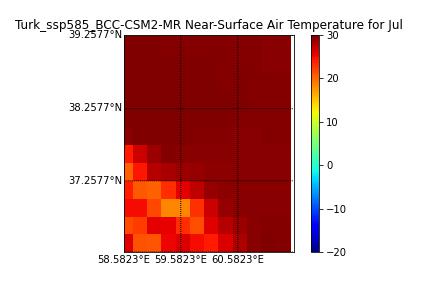 Turk_ssp585_BCC-CSM2-MR Near-Surface Air Temperature for Jul
39.2577°N
38.2577°N
37.2577°N
58.5823°E 59.5823°E 60.5823°E
30
20
10
0
−10
−20